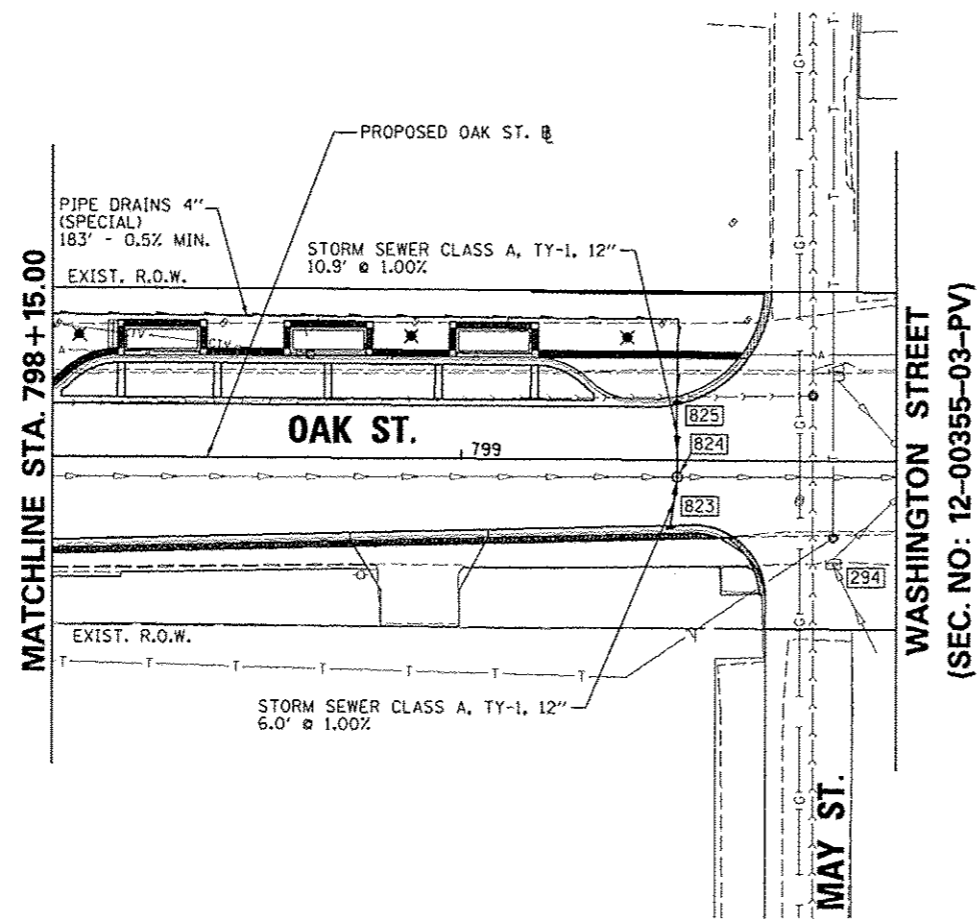 PROPOSED OAK ST. ℄
PIPE DRAINS 4"
(SPECIAL)
183' - 0.5% MIN.
STORM SEWER CLASS A, TY-1, 12"
10.9' @ 1.00%
EXIST. R.O.W.
MATCHLINE STA. 798+15.00
CTV
CTV
A
A
OAK ST.
799
825
824
823
294
G
G
G
G
G
G
T
T
T
EXIST. R.O.W.
T
T
T
T
T
T
STORM SEWER CLASS A, TY-1, 12"
6.0' @ 1.00%
MAY ST.
WASHINGTON STREET
(SEC. NO: 12-00355-03-PV)